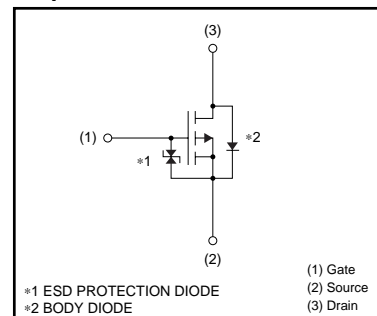 (3)
(1)
∗1
∗2
(2)
∗1 ESD PROTECTION DIODE
∗2 BODY DIODE
(1) Gate
(2) Source
(3) Drain